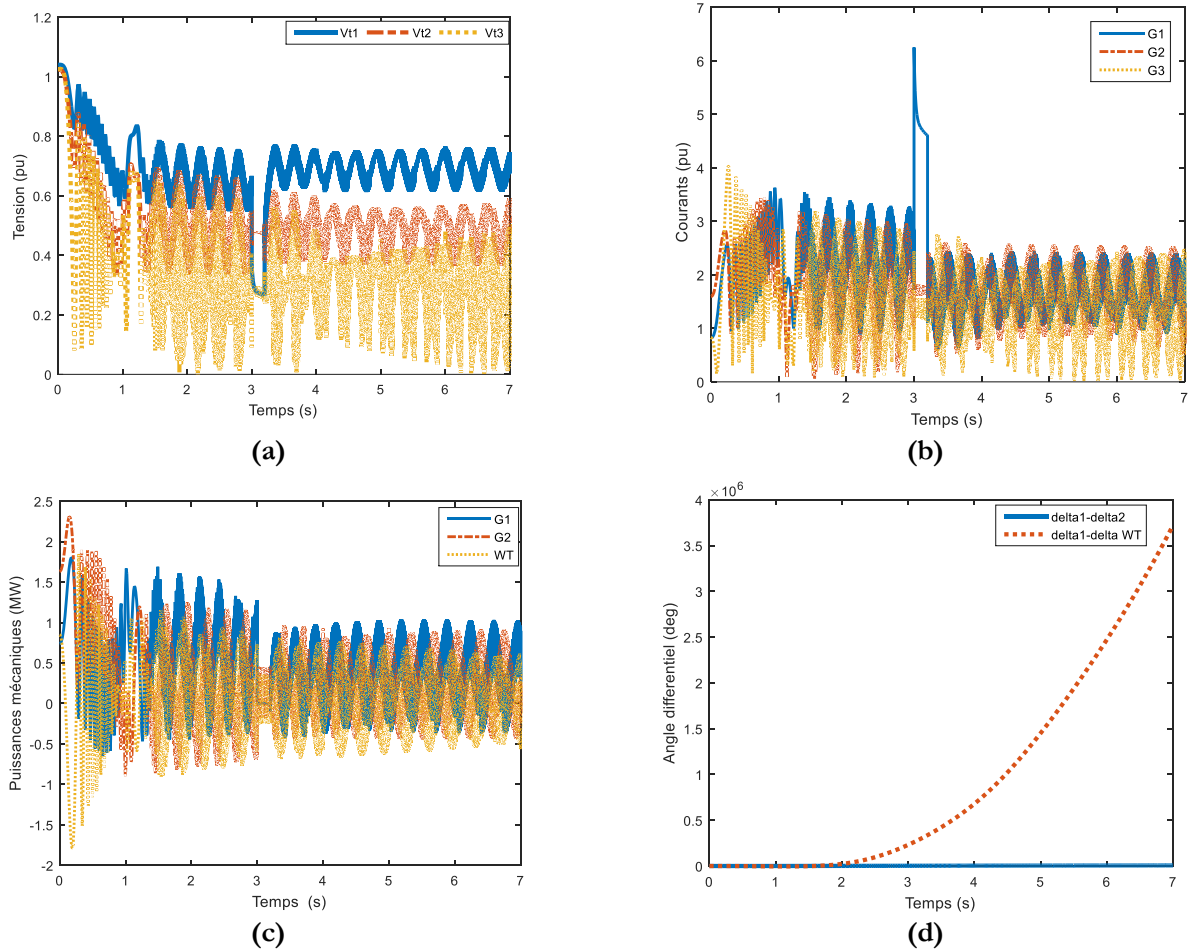 Vt1 Vt2 Vt3
Tension (pu)
1.2
1
0.8
0.6
0.4
0.2
0
0 1 2 3 4 5 6 7
Temps (s)
(a)
G1
G2
G3
Courants (pu)
7
6
5
4
3
2
1
0
0 1 2 3 4 5 6 7
Temps (s)
(b)
G1
G2
WT
Puissances mécaniques (MW)
2.5
2
1.5
1
0.5
0
-0.5
-1
-1.5
-2
0 1 2 3 4 5 6 7
Temps (s)
(c)
×10⁶
delta1-delta2
delta1-delta WT
Angle differentiel (deg)
4
3.5
3
2.5
2
1.5
1
0.5
0
0 1 2 3 4 5 6 7
Temps (s)
(d)